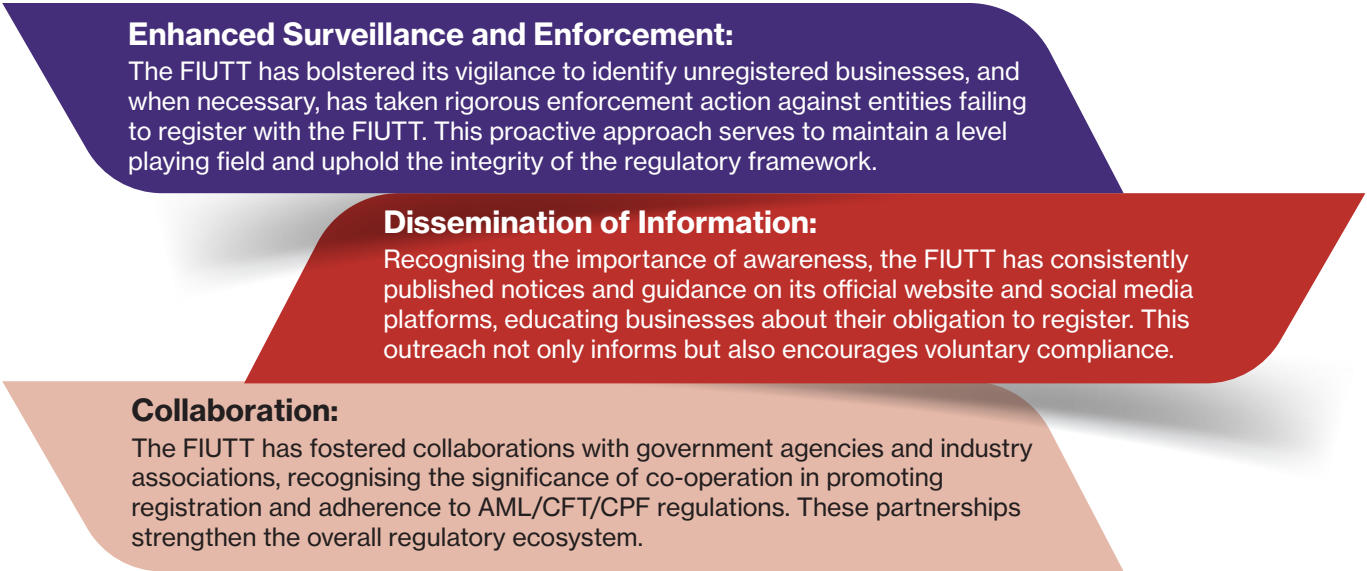 Enhanced Surveillance and Enforcement:
The FIUTT has bolstered its vigilance to identify unregistered businesses, and
when necessary, has taken rigorous enforcement action against entities failing
to register with the FIUTT. This proactive approach serves to maintain a level
playing field and uphold the integrity of the regulatory framework.
Dissemination of Information:
Recognising the importance of awareness, the FIUTT has consistently
published notices and guidance on its official website and social media
platforms, educating businesses about their obligation to register. This
outreach not only informs but also encourages voluntary compliance.
Collaboration:
The FIUTT has fostered collaborations with government agencies and industry
associations, recognising the significance of co-operation in promoting
registration and adherence to AML/CFT/CPF regulations. These partnerships
strengthen the overall regulatory ecosystem.